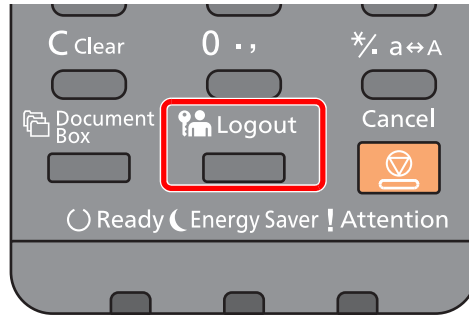 C Clear
0 . ,
*/. a↔A
Document
Box
Logout
Cancel
Ready
Energy Saver
! Attention